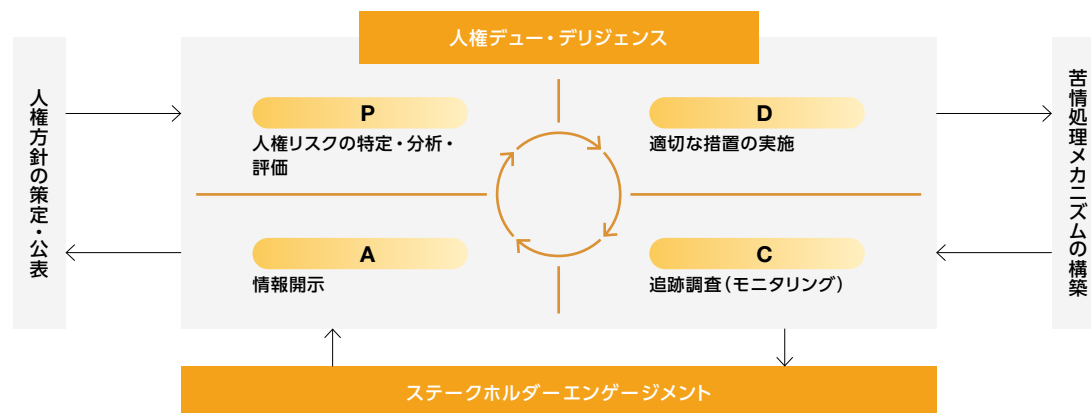 人権デュー・デリジェンス
人権方針の策定・公表
P
人権リスクの特定・分析・
評価
D
適切な措置の実施
A
情報開示
C
追跡調査（モニタリング）
苦情処理メカニズムの構築
ステークホルダーエンゲージメント